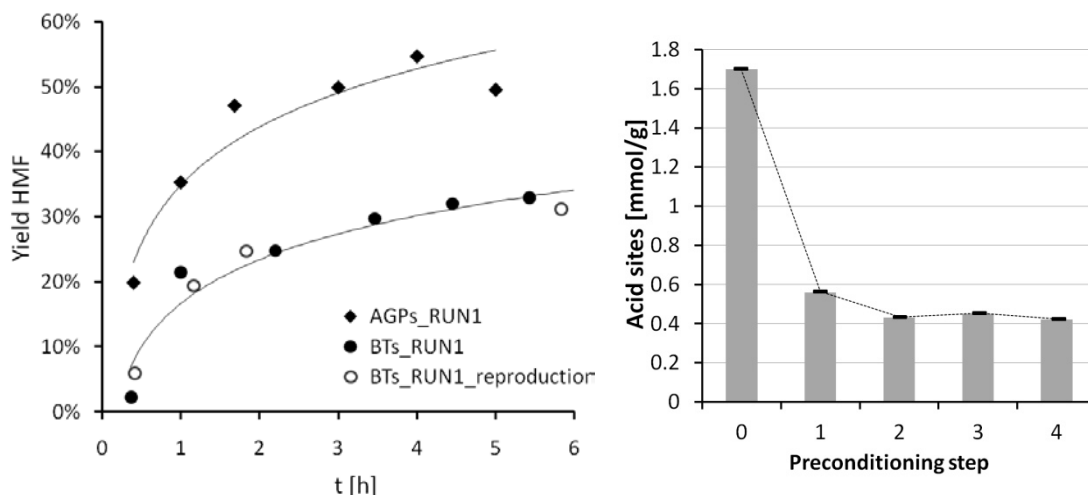 60%
50%
40%
30%
20%
10%
0%
Yield HMF
0 1 2 3 4 5 6
t [h]
AGPs_RUN1
BTs_RUN1
BTs_RUN1_reproduction
1.8
1.6
1.4
1.2
1
0.8
0.6
0.4
0.2
0
Acid sites [mmol/g]
0 1 2 3 4
Preconditioning step